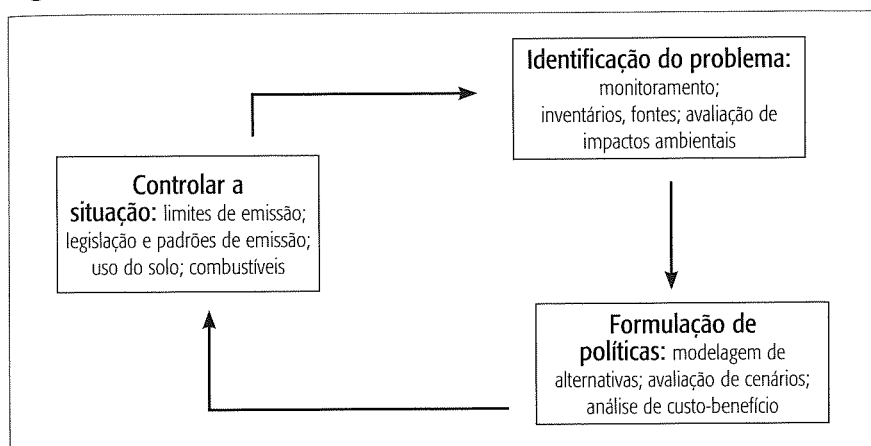 Identificação do problema:
monitoramento;
inventários, fontes; avaliação de
impactos ambientais
Controlar a
situação: limites de emissão;
legislação e padrões de emissão;
uso do solo; combustíveis
Formulação de
políticas: modelagem de
alternativas; avaliação de cenários;
análise de custo-benefício